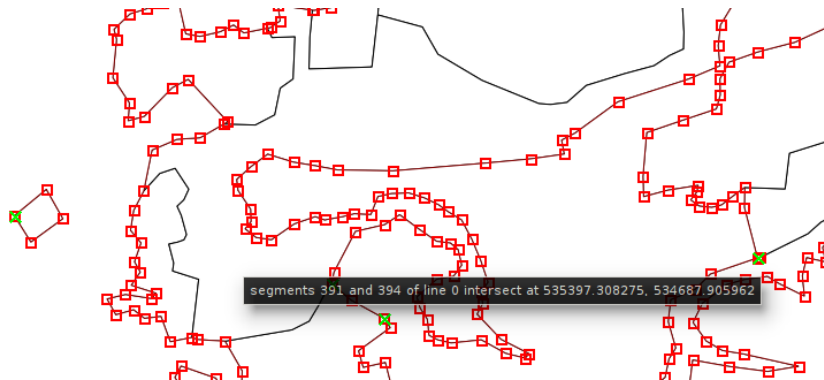 segments 391 and 394 of line 0 intersect at 535397.308275, 534687.905962